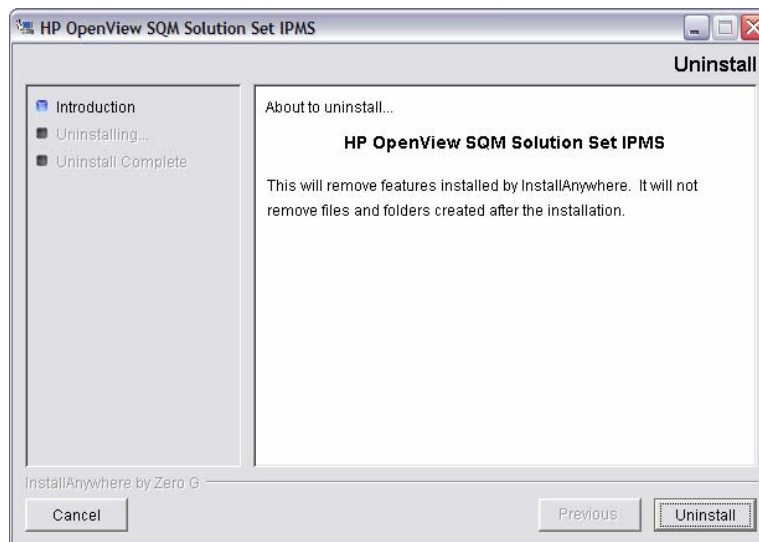 HP OpenView SQM Solution Set IPMS
Uninstall
Introduction
Uninstalling...
Uninstall Complete
About to uninstall...
HP OpenView SQM Solution Set IPMS
This will remove features installed by InstallAnywhere. It will not
remove files and folders created after the installation.
InstallAnywhere by Zero G
Cancel
Previous
Uninstall